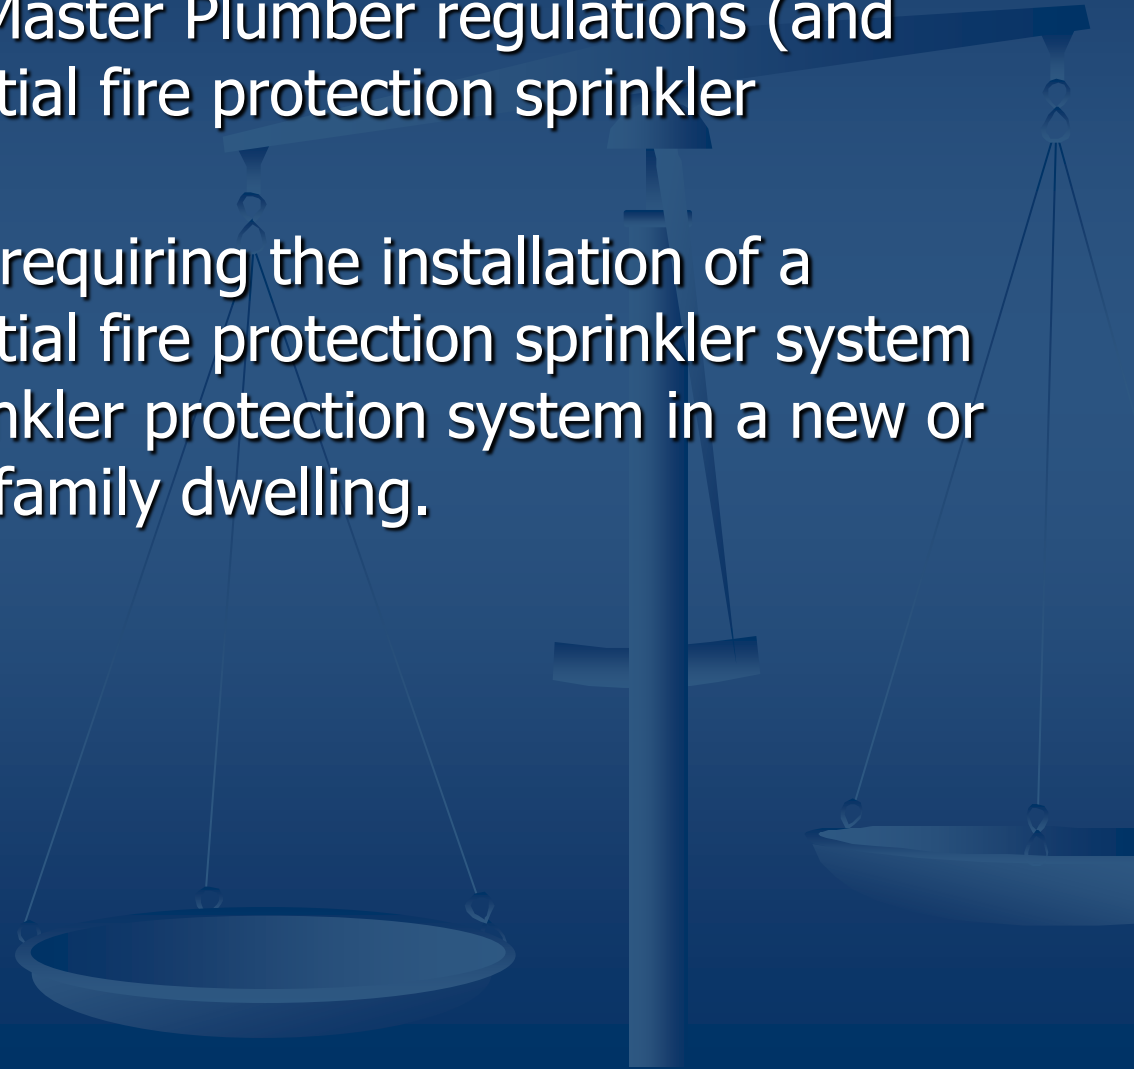 Master Plumber regulations (and
tial fire protection sprinkler
requiring the installation of a
tial fire protection sprinkler system
nkler protection system in a new or
family dwelling.